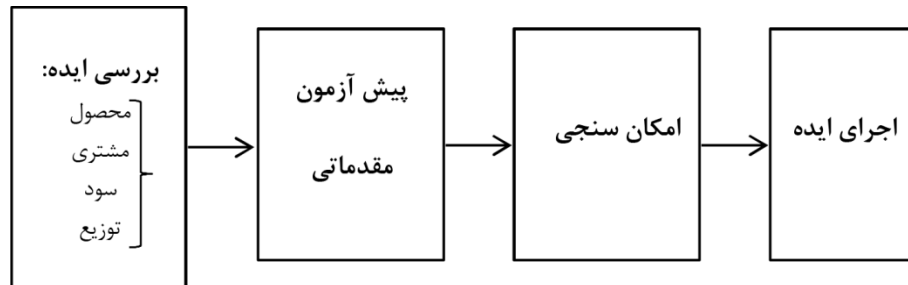 بررسی ایده:
محصول
مشتری
سود
توزیع
پیش آزمون
مقدماتی
امکان سنجی
اجرای ایده